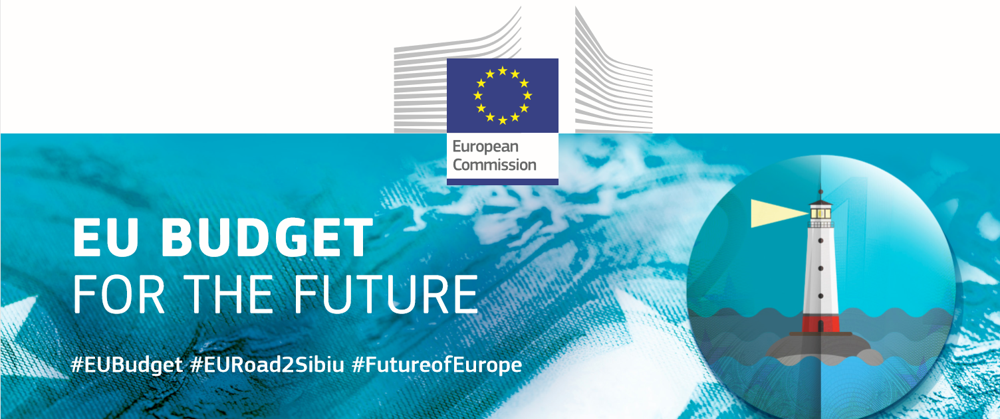 European
Commission
EU BUDGET
FOR THE FUTURE
#EUBudget #EURoad2Sibiu #FutureofEurope